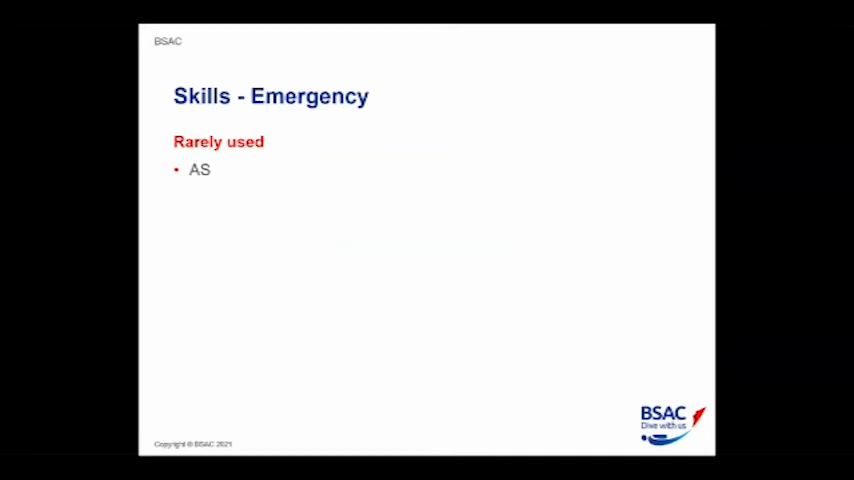 BSAC
Skills - Emergency
Rarely used
• AS
BSAC
Dive with us
Copyright © BSAC 2021